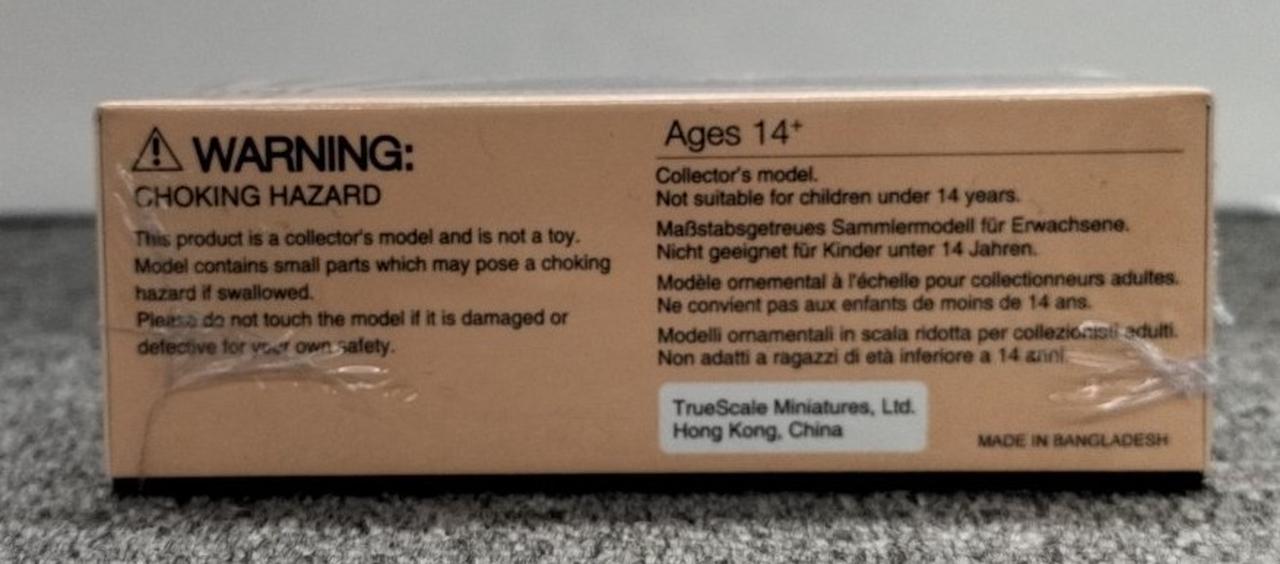 WARNING:
CHOKING HAZARD
This product is a collector's model and is not a toy.
Model contains small parts which may pose a choking
hazard if swallowed.
Please do not touch the model if it is damaged or
defective for your own safety.
Ages 14+
Collector's model.
Not suitable for children under 14 years.
Maßstabsgetreues Sammlermodell für Erwachsene.
Nicht geeignet für Kinder unter 14 Jahren.
Modèle ornemental à l'échelle pour collectionneurs adultes.
Ne convient pas aux enfants de moins de 14 ans.
Modelli ornamentali in scala ridotta per collezionisti adulti.
Non adatti a ragazzi di età inferiore a 14 anni.
TrueScale Miniatures, Ltd.
Hong Kong, China
MADE IN BANGLADESH